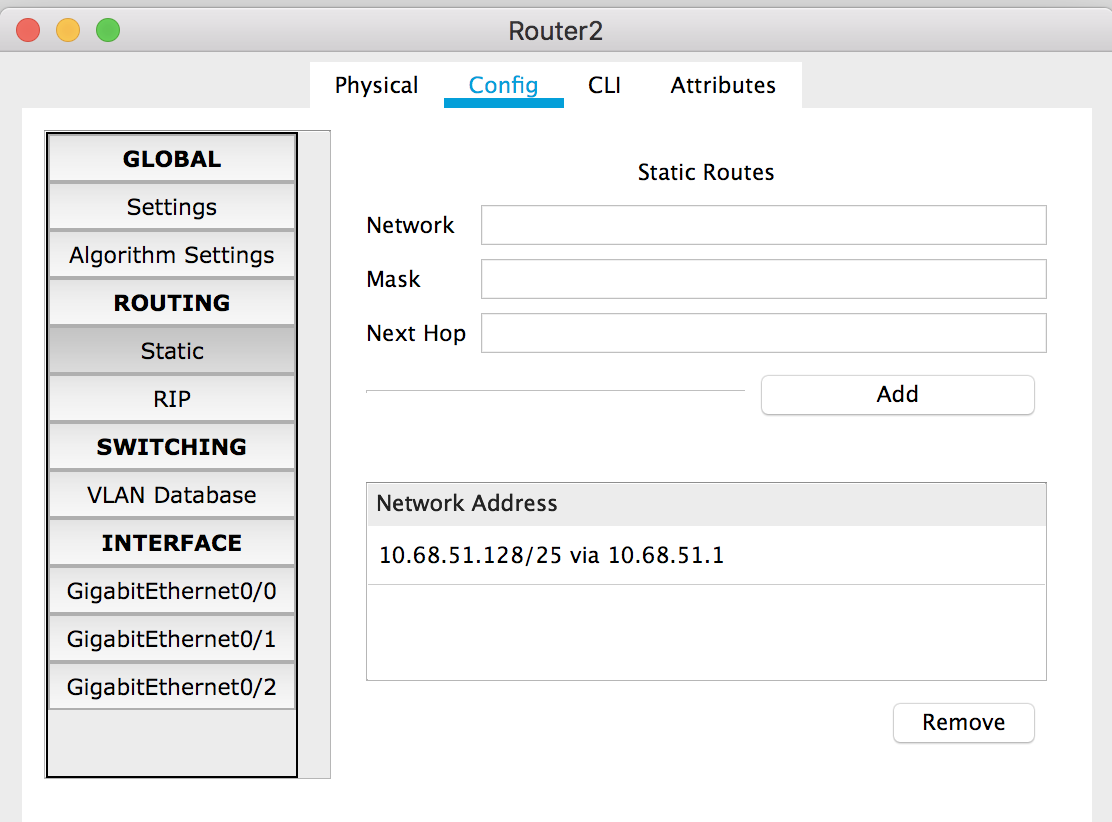 Router2
Physical Config CLI Attributes
GLOBAL
Settings
Algorithm Settings
ROUTING
Static
RIP
SWITCHING
VLAN Database
INTERFACE
GigabitEthernet0/0
GigabitEthernet0/1
GigabitEthernet0/2
Static Routes
Network
Mask
Next Hop
Add
Network Address
10.68.51.128/25 via 10.68.51.1
Remove